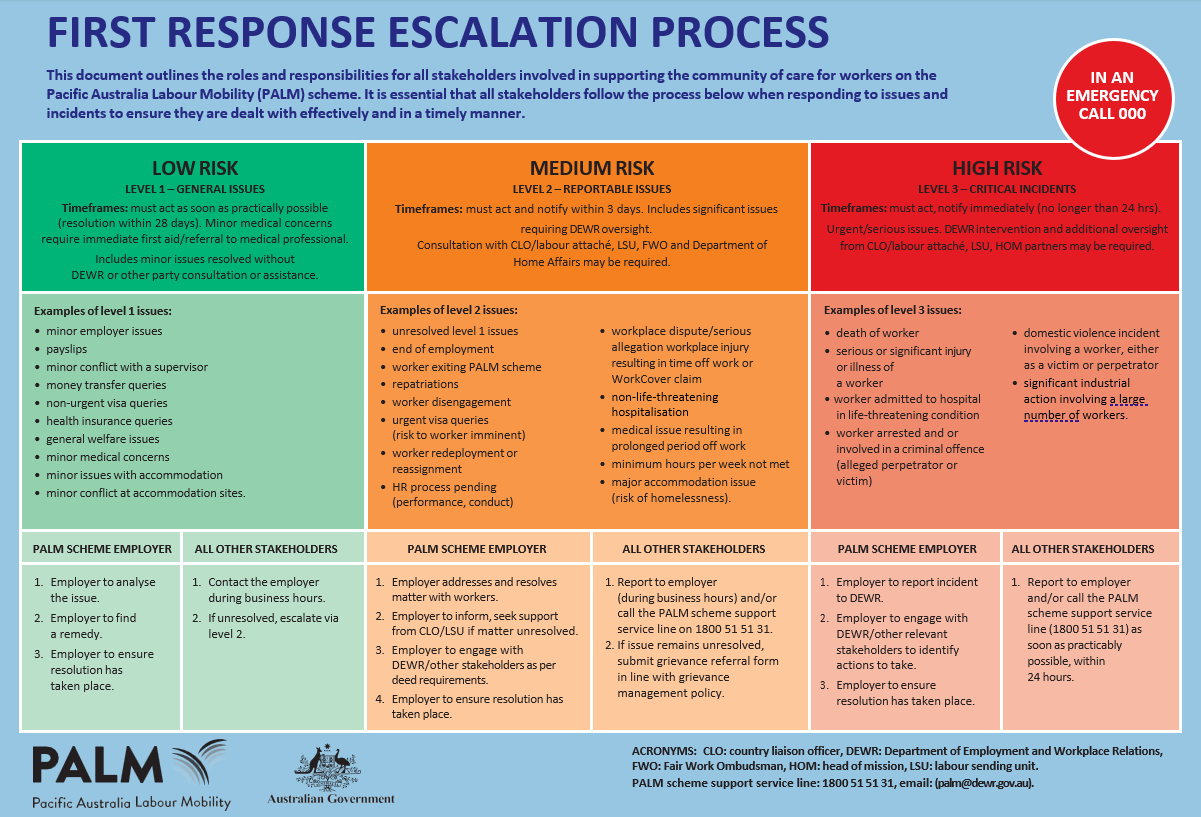 FIRST RESPONSE ESCALATION PROCESS
This document outlines the roles and responsibilities for all stakeholders involved in supporting the community of care for workers on the
Pacific Australia Labour Mobility (PALM) scheme. It is essential that all stakeholders follow the process below when responding to issues and
incidents to ensure they are dealt with effectively and in a timely manner.
IN AN
EMERGENCY
CALL 000
LOW RISK
LEVEL 1 – GENERAL ISSUES
Timeframes: must act as soon as practically possible
(resolution within 28 days). Minor medical concerns
require immediate first aid/referral to medical professional.
Includes minor issues resolved without
DEWR or other party consultation or assistance.
MEDIUM RISK
LEVEL 2 – REPORTABLE ISSUES
Timeframes: must act and notify within 3 days. Includes significant issues
requiring DEWR oversight.
Consultation with CLO/labour attaché, LSU, FWO and Department of
Home Affairs may be required.
HIGH RISK
LEVEL 3 – CRITICAL INCIDENTS
Timeframes: must act, notify immediately (no longer than 24 hrs).
Urgent/serious issues. DEWR intervention and additional oversight
from CLO/labour attaché, LSU, HOM partners may be required.
Examples of level 1 issues:
• minor employer issues
• payslips
• minor conflict with a supervisor
• money transfer queries
• non-urgent visa queries
• health insurance queries
• general welfare issues
• minor medical concerns
• minor issues with accommodation
• minor conflict at accommodation sites.
Examples of level 2 issues:
• unresolved level 1 issues
• end of employment
• worker exiting PALM scheme
• repatriations
• worker disengagement
• urgent visa queries
(risk to worker imminent)
• worker redeployment or
reassignment
• HR process pending
(performance, conduct)
• workplace dispute/serious
allegation workplace injury
resulting in time off work or
WorkCover claim
• non-life-threatening
hospitalisation
• medical issue resulting in
prolonged period off work
• minimum hours per week not met
• major accommodation issue
(risk of homelessness).
Examples of level 3 issues:
• death of worker
• serious or significant injury
or illness of
a worker
• worker admitted to hospital
in life-threatening condition
• worker arrested and or
involved in a criminal offence
(alleged perpetrator or
victim)
• domestic violence incident
involving a worker, either
as a victim or perpetrator
• significant industrial
action involving a large
number of workers.
PALM SCHEME EMPLOYER
1. Employer to analyse
the issue.
2. Employer to find
a remedy.
3. Employer to ensure
resolution has
taken place.
ALL OTHER STAKEHOLDERS
1. Contact the employer
during business hours.
2. If unresolved, escalate via
level 2.
PALM SCHEME EMPLOYER
1. Employer addresses and resolves
matter with workers.
2. Employer to inform, seek support
from CLO/LSU if matter unresolved.
3. Employer to engage with
DEWR/other stakeholders as per
deed requirements.
4. Employer to ensure resolution has
taken place.
ALL OTHER STAKEHOLDERS
1. Report to employer
(during business hours) and/or
call the PALM scheme support
service line on 1800 51 51 31.
2. If issue remains unresolved,
submit grievance referral form
in line with grievance
management policy.
PALM SCHEME EMPLOYER
1. Employer to report incident
to DEWR.
2. Employer to engage with
DEWR/other relevant
stakeholders to identify
actions to take.
3. Employer to ensure
resolution has taken place.
ALL OTHER STAKEHOLDERS
1. Report to employer
and/or call the PALM
scheme support service
line (1800 51 51 31) as
soon as practicably
possible, within
24 hours.
PALM
Pacific Australia Labour Mobility
Australian Government
ACRONYMS: CLO: country liaison officer, DEWR: Department of Employment and Workplace Relations,
FWO: Fair Work Ombudsman, HOM: head of mission, LSU: labour sending unit.
PALM scheme support service line: 1800 51 51 31, email: (palm@dewr.gov.au).